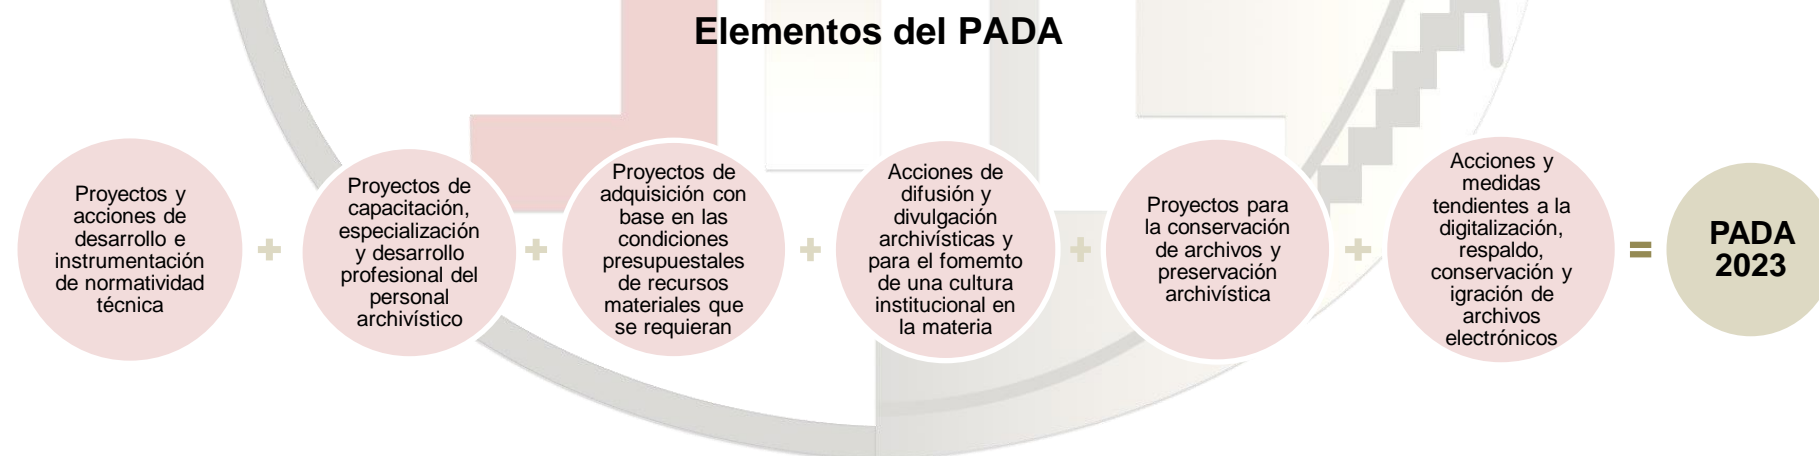 Elementos del PADA
Proyectos y
acciones de
desarrollo e
instrumentación
de normatividad
técnica
Proyectos de
capacitación,
especialización
y desarrollo
profesional del
personal
archivístico
Proyectos de
adquisición con
base en las
condiciones
presupuestales
de recursos
materiales que
se requieran
Acciones de
difusión y
divulgación
archivísticas y
para el fomemto
de una cultura
institucional en
la materia
Proyectos para
la conservación
de archivos y
preservación
archivística
Acciones y
medidas
tendientes a la
digitalización,
respaldo,
conservación y
igración de
archivos
electrónicos
PADA
2023